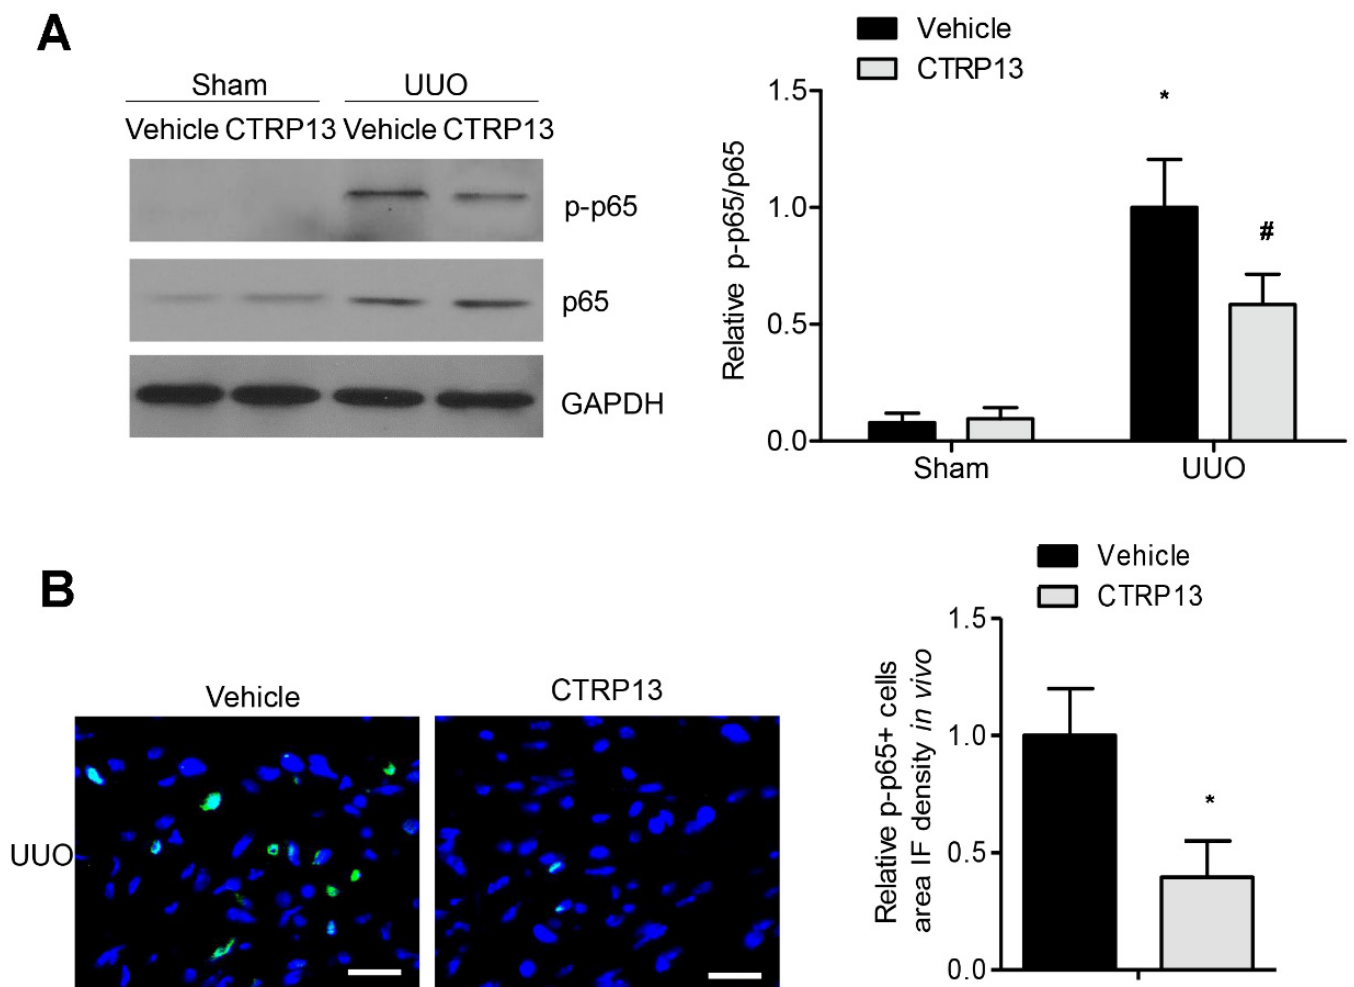 A
Sham UUO
Vehicle CTRP13 Vehicle CTRP13
p-p65
p65
GAPDH
Vehicle
CTRP13
1.5
1.0
0.5
0.0
Relative p-p65/p65
*
#
Sham UUO
B
Vehicle CTRP13
UUO
Vehicle
CTRP13
1.5
1.0
0.5
0.0
Relative p-p65+ cells
area IF density in vivo
*